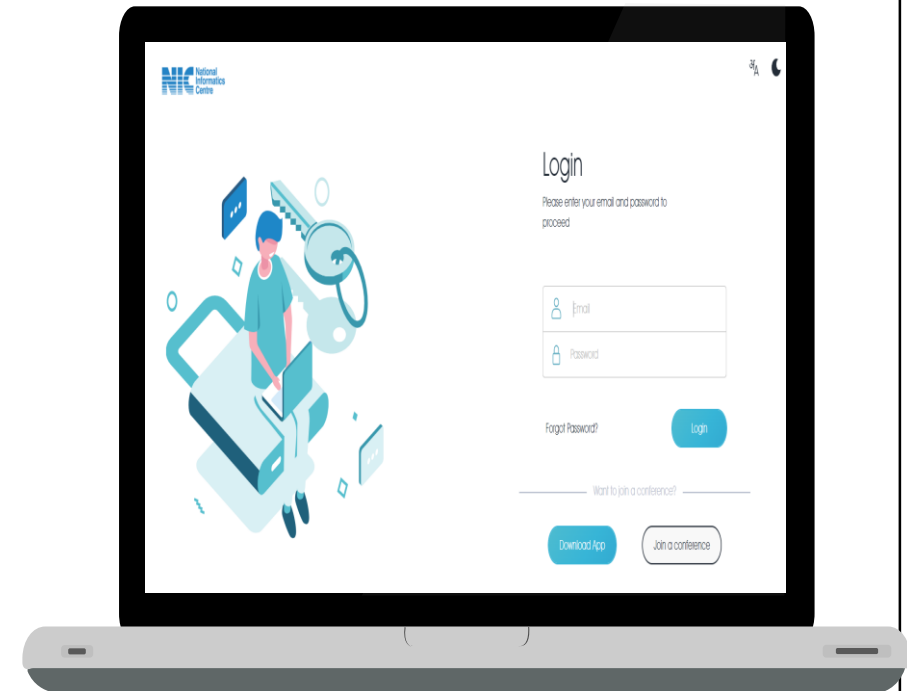 NIC National
Informatics
Centre
Login
Please enter your email and password to
proceed
Email
Password
Forgot Password?
Login
Want to join a conference?
Download App
Join a conference